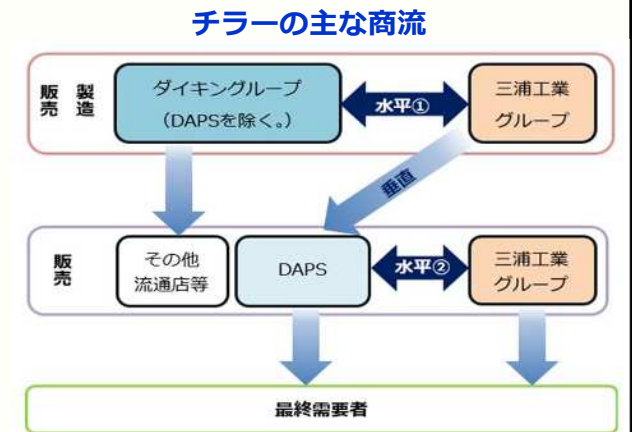 チラーの主な商流
製造
販売
ダイキングループ
（DAPSを除く。）
水平①
三浦工業
グループ
垂直
販売
その他
流通店等
DAPS
水平②
三浦工業
グループ
最終需要者